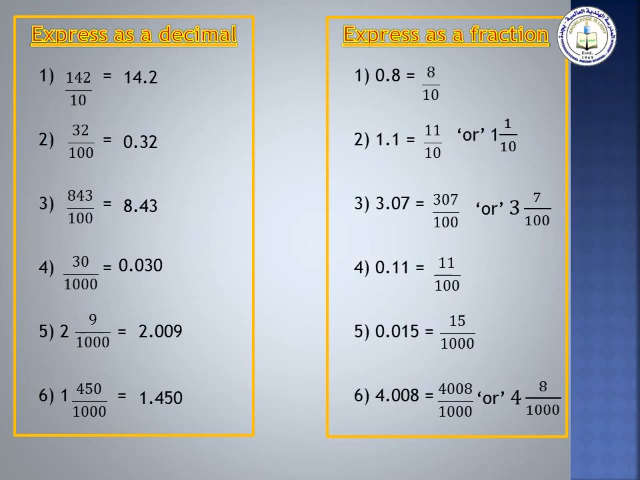 Express as a decimal
1) 142/10 = 14.2
2) 32/100 = 0.32
3) 843/100 = 8.43
4) 30/1000 = 0.030
5) 2 9/1000 = 2.009
6) 1 450/1000 = 1.450
Express as a fraction
1) 0.8 = 8/10
2) 1.1 = 11/10 ‘or’ 1 1/10
3) 3.07 = 307/100 ‘or’ 3 7/100
4) 0.11 = 11/100
5) 0.015 = 15/1000
6) 4.008 = 4008/1000 ‘or’ 4 8/1000